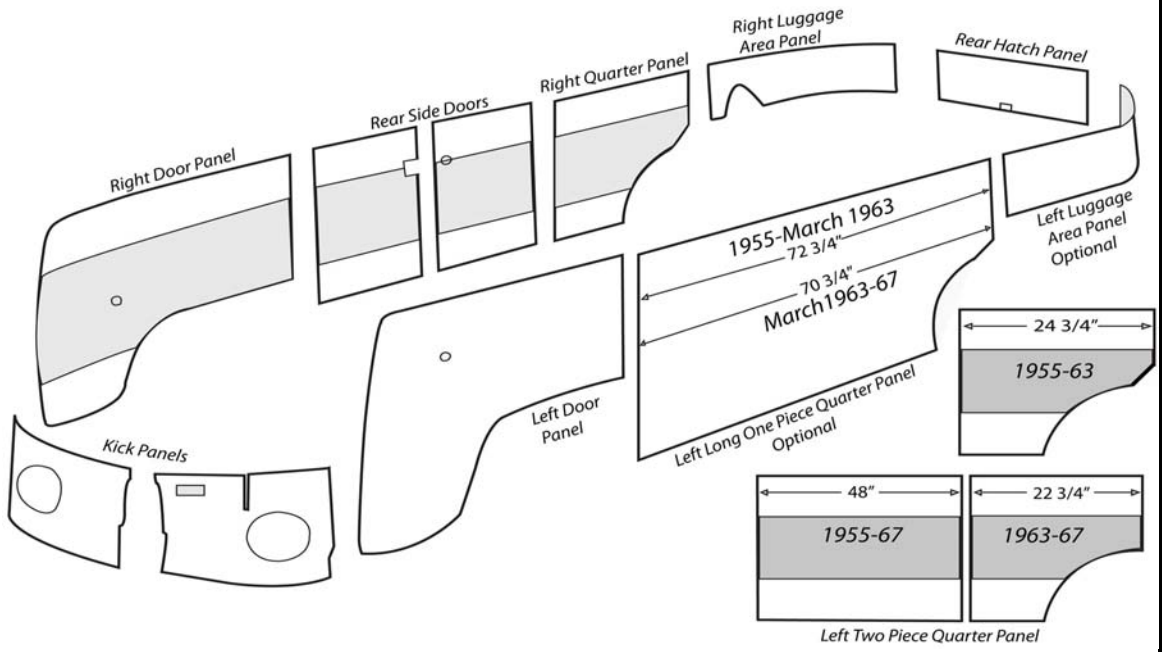 Right Luggage
Area Panel
Rear Hatch Panel
Right Quarter Panel
Rear Side Doors
Right Door Panel
1955-March 1963
72 3/4"
70 3/4"
March1963-67
Left Luggage
Area Panel
Optional
24 3/4"
1955-63
Left Door
Panel
Left Long One Piece Quarter Panel
Optional
Kick Panels
48"
22 3/4"
1955-67
1963-67
Left Two Piece Quarter Panel